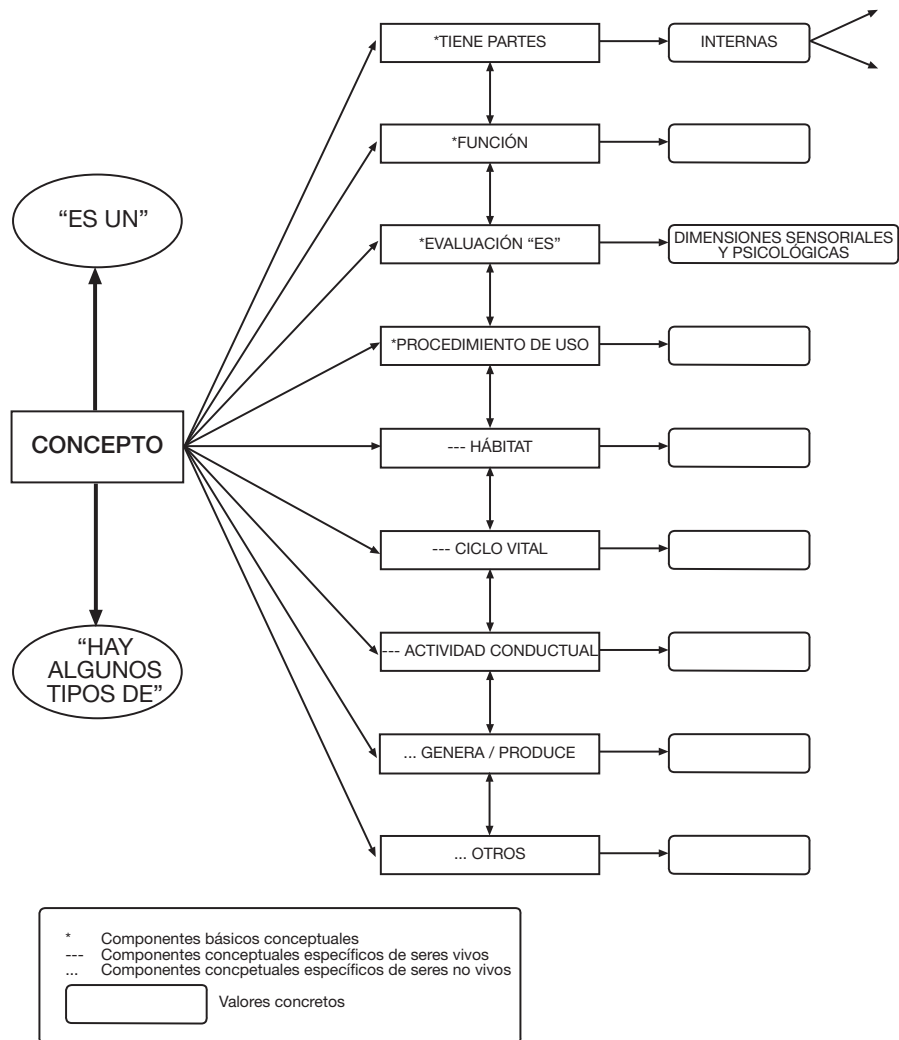 *TIENE PARTES
INTERNAS
*FUNCIÓN
“ES UN”
*EVALUACIÓN “ES”
DIMENSIONES SENSORIALES
Y PSICOLÓGICAS
*PROCEDIMIENTO DE USO
CONCEPTO
--- HÁBITAT
--- CICLO VITAL
“HAY
ALGUNOS
TIPOS DE”
--- ACTIVIDAD CONDUCTUAL
... GENERA / PRODUCE
... OTROS
* Componentes básicos conceptuales
--- Componentes conceptuales específicos de seres vivos
... Componentes concpetuales específicos de seres no vivos
Valores concretos